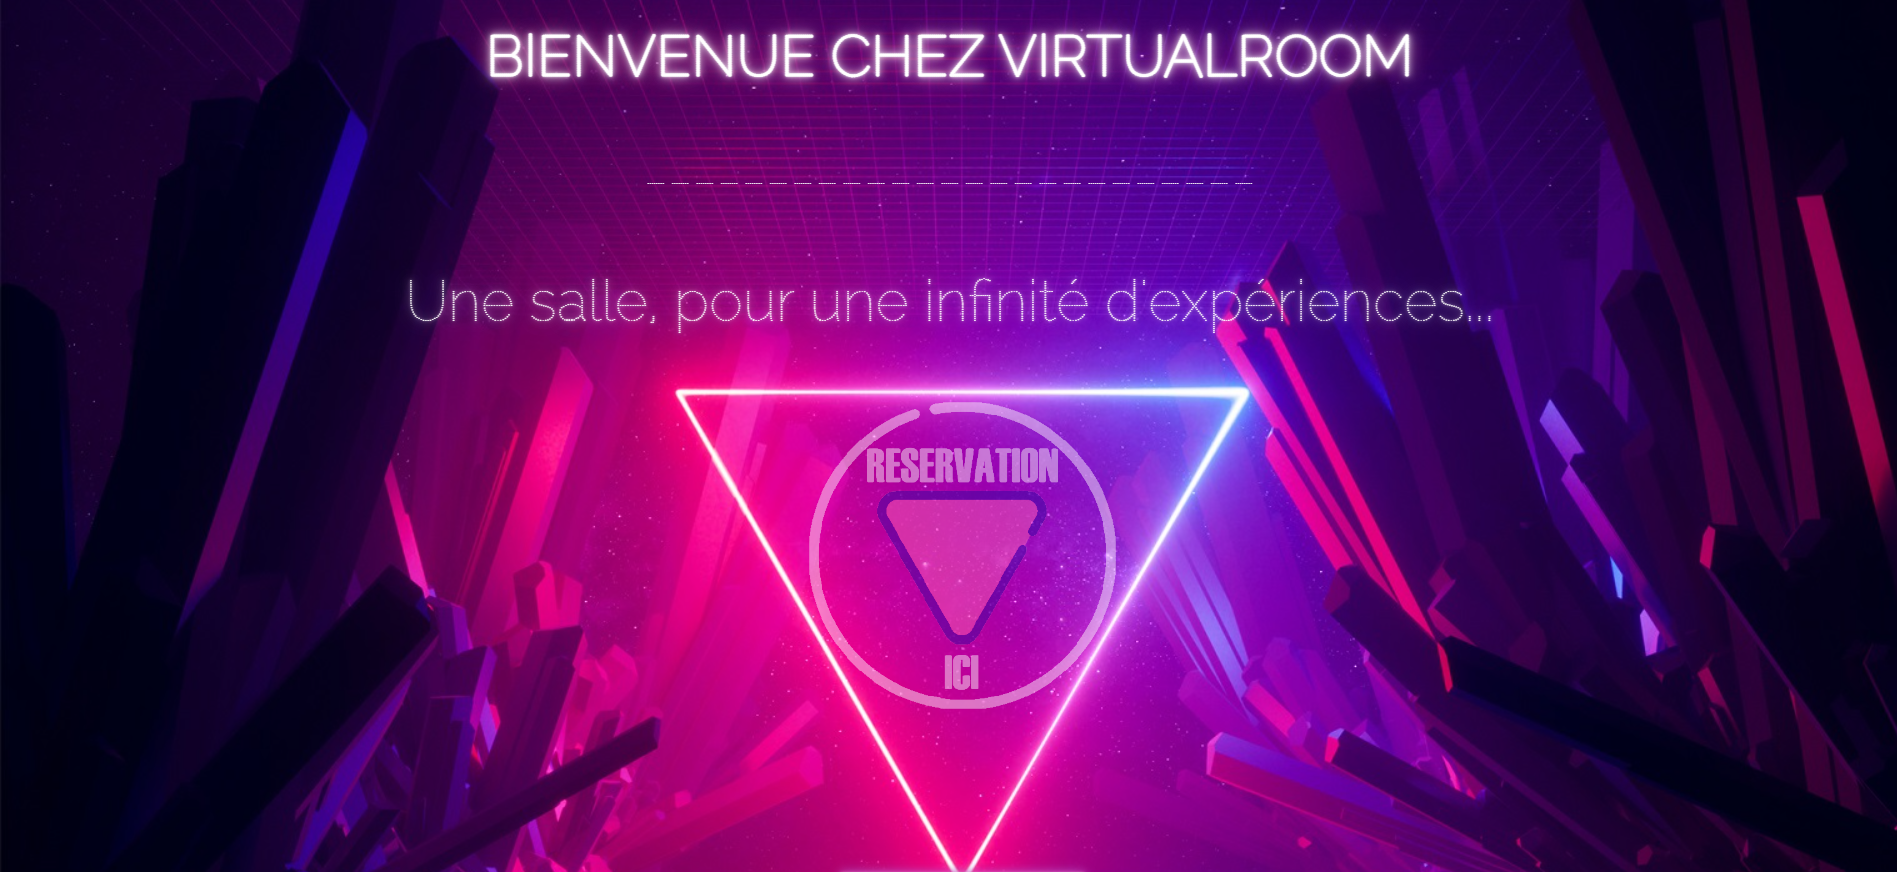 BIENVENUE CHEZ VIRTUALROOM
Une salle, pour une infinité d'expériences...
RESERVATION
ICI